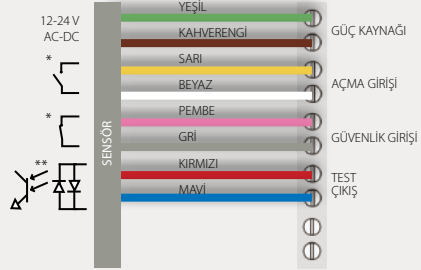 12-24 V
AC-DC
*
*
**
SENSÖR
YEŞİL
KAHVERENGİ
SARI
BEYAZ
PEMBE
GRİ
KIRMIZI
MAVİ
GÜÇ KAYNAĞI
AÇMA GİRİŞİ
GÜVENLİK GİRİŞİ
TEST
ÇIKIŞ